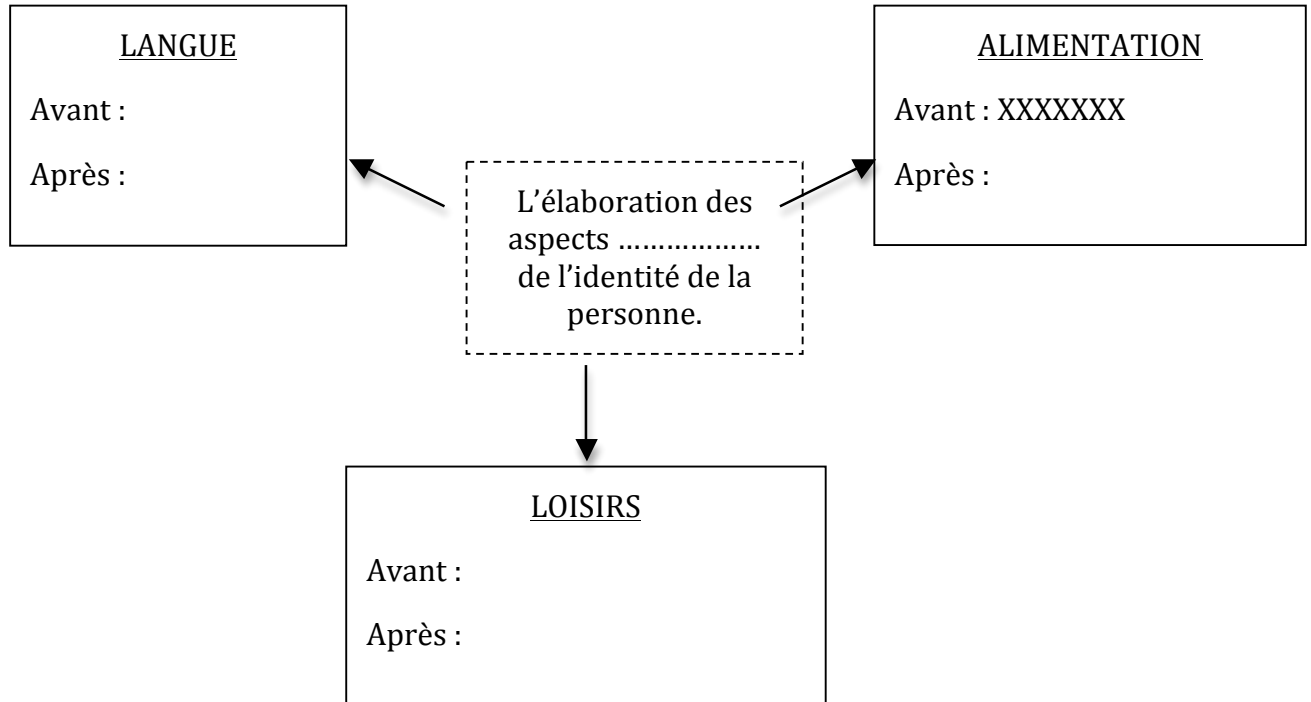 LANGUE
Avant :
Après :
ALIMENTATION
Avant : XXXXXXX
Après :
L’élaboration des
aspects ………………
de l’identité de la
personne.
LOISIRS
Avant :
Après :